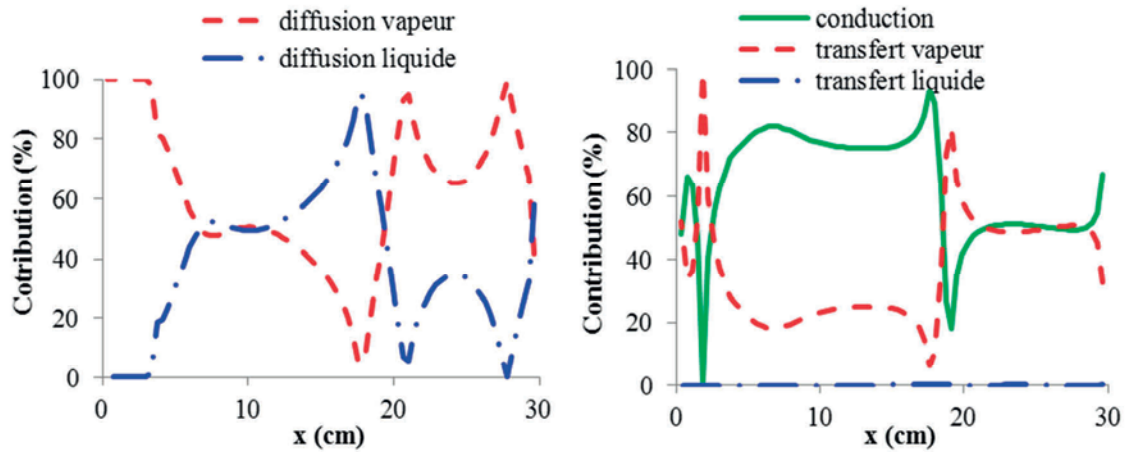 diffusion vapeur
diffusion liquide
100
80
60
40
20
0
Cotribution (%)
0 10 20 30
x (cm)
conduction
transfert vapeur
transfert liquide
100
80
60
40
20
0
Contribution (%)
0 10 20 30
x (cm)